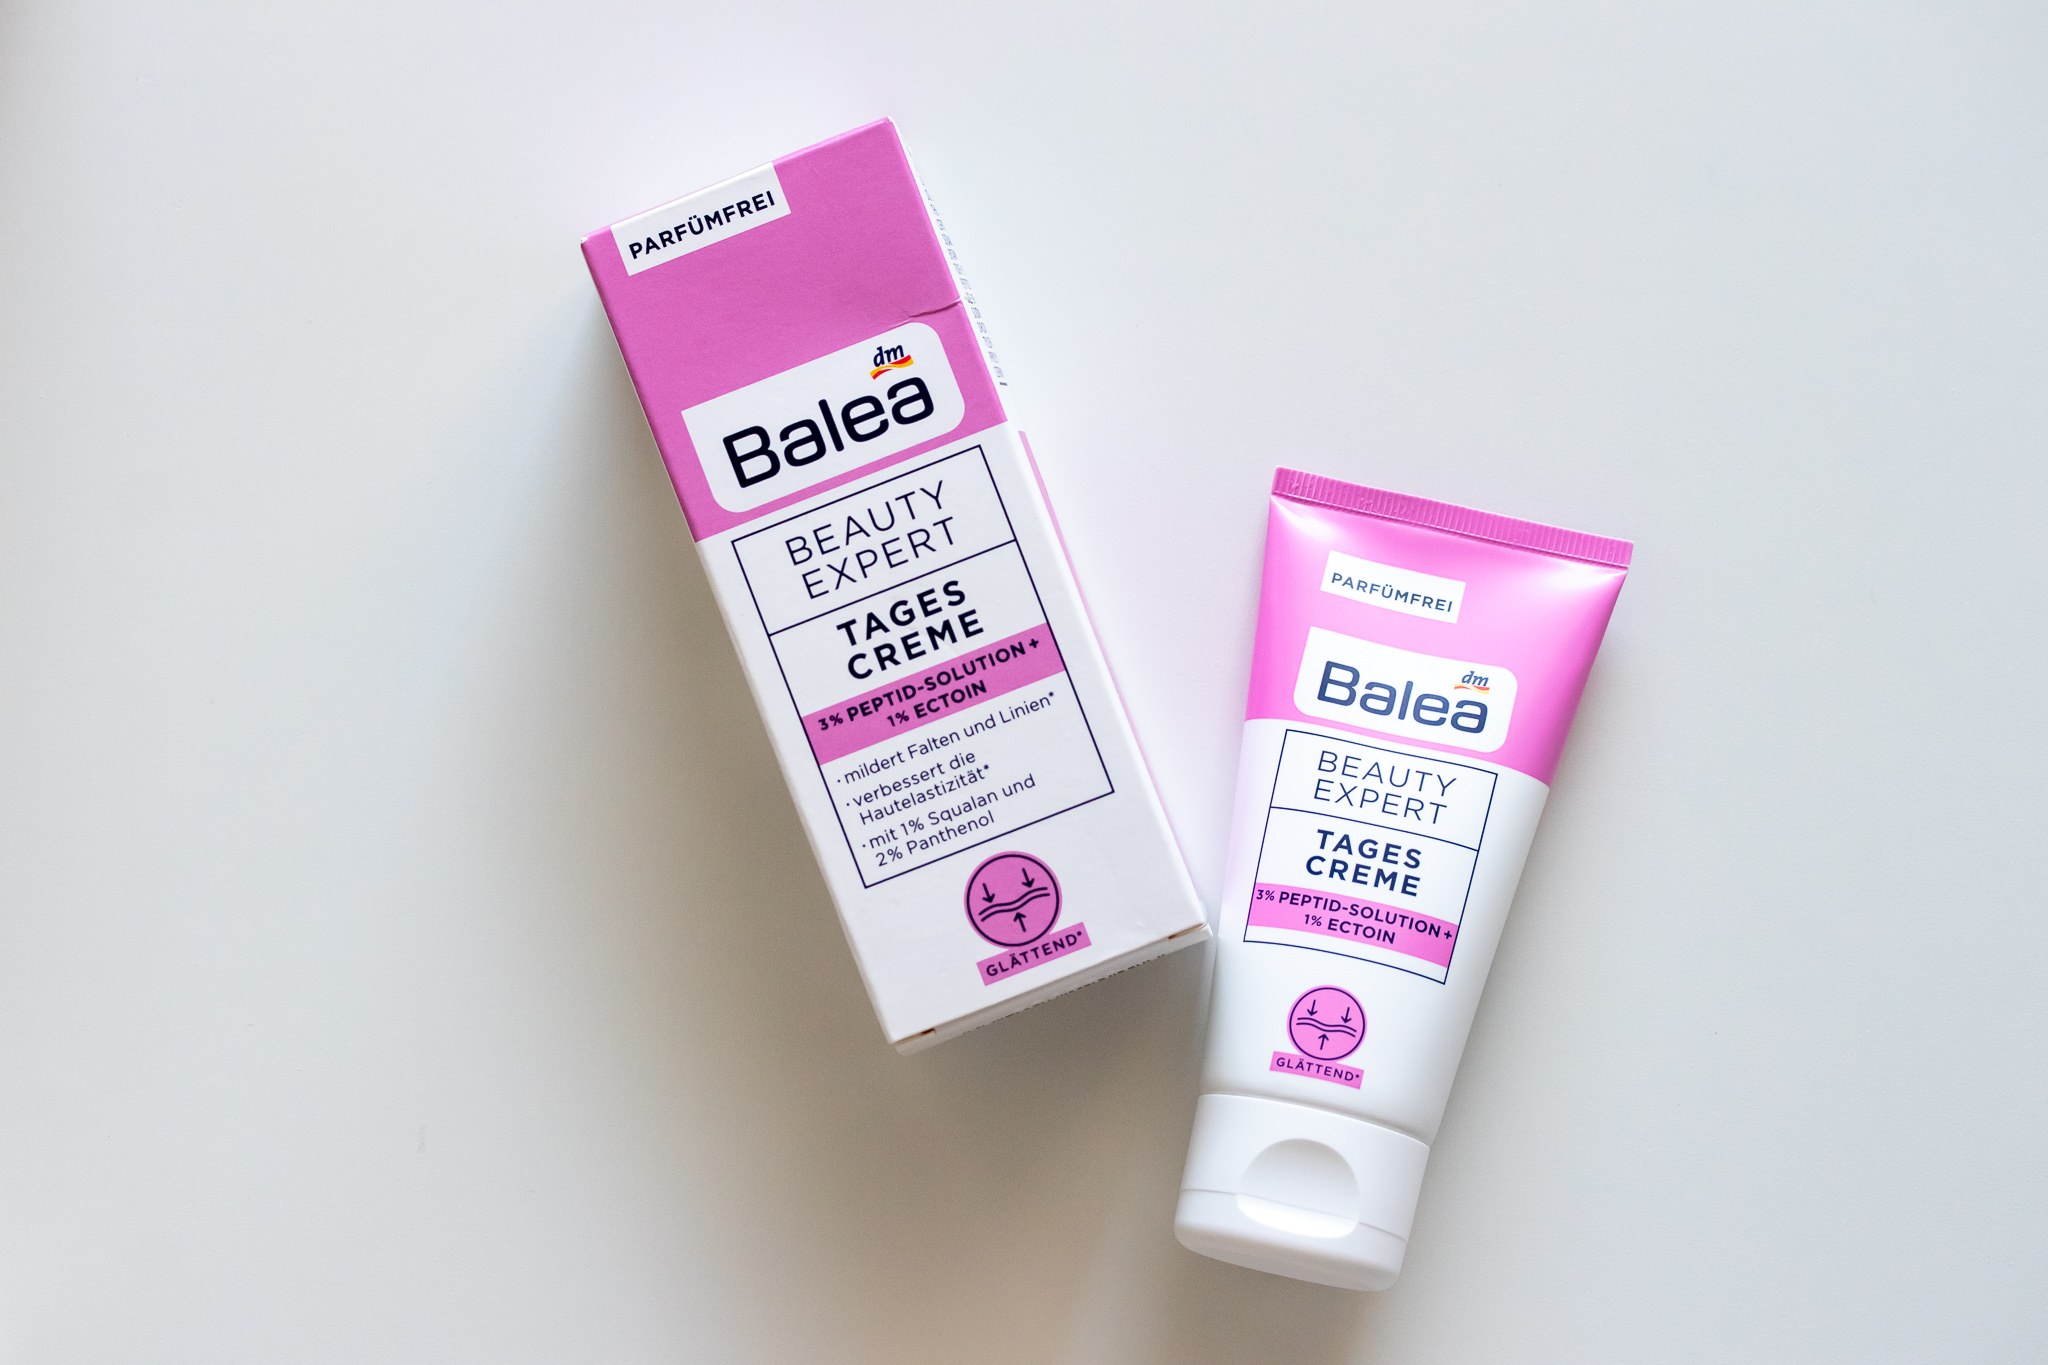 PARFÜMFREI
dm
Balea
BEAUTY
EXPERT
TAGES
CREME
3% PEPTID-SOLUTION +
1% ECTOIN
· mildert Falten und Linien*
· verbessert die
Hautelastizität*
· mit 1% Squalan und
2% Panthenol
GLÄTTEND*
PARFÜMFREI
dm
Balea
BEAUTY
EXPERT
TAGES
CREME
3% PEPTID-SOLUTION +
1% ECTOIN
GLÄTTEND*